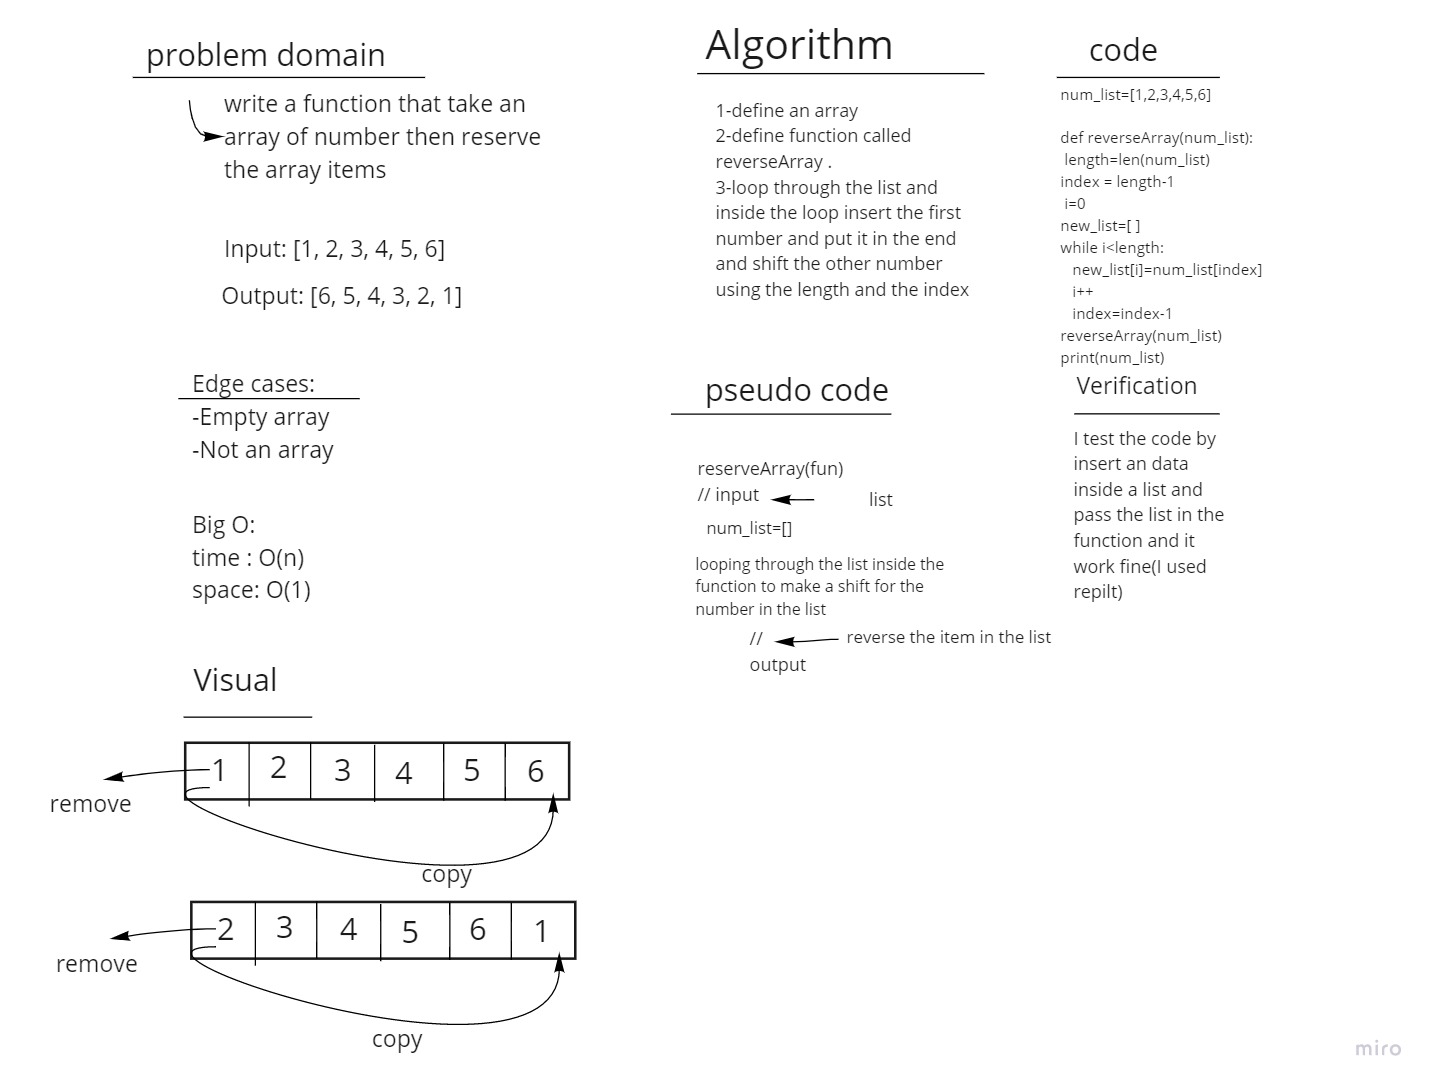 problem domain
write a function that take an
array of number then reserve
the array items
Input: [1, 2, 3, 4, 5, 6]
Output: [6, 5, 4, 3, 2, 1]
Edge cases:
-Empty array
-Not an array
Big O:
time : O(n)
space: O(1)
Visual
1 2 3 4 5 6
remove
copy
2 3 4 5 6 1
remove
copy
Algorithm
1-define an array
2-define function called
reverseArray .
3-loop through the list and
inside the loop insert the first
number and put it in the end
and shift the other number
using the length and the index
pseudo code
reserveArray(fun)
// input
list
num_list=[]
looping through the list inside the
function to make a shift for the
number in the list
//
reverse the item in the list
output
code
num_list=[1,2,3,4,5,6]
def reverseArray(num_list):
length=len(num_list)
index = length-1
i=0
new_list=[ ]
while i<length:
new_list[i]=num_list[index]
i++
index=index-1
reverseArray(num_list)
print(num_list)
Verification
I test the code by
insert an data
inside a list and
pass the list in the
function and it
work fine(I used
repilt)
miro